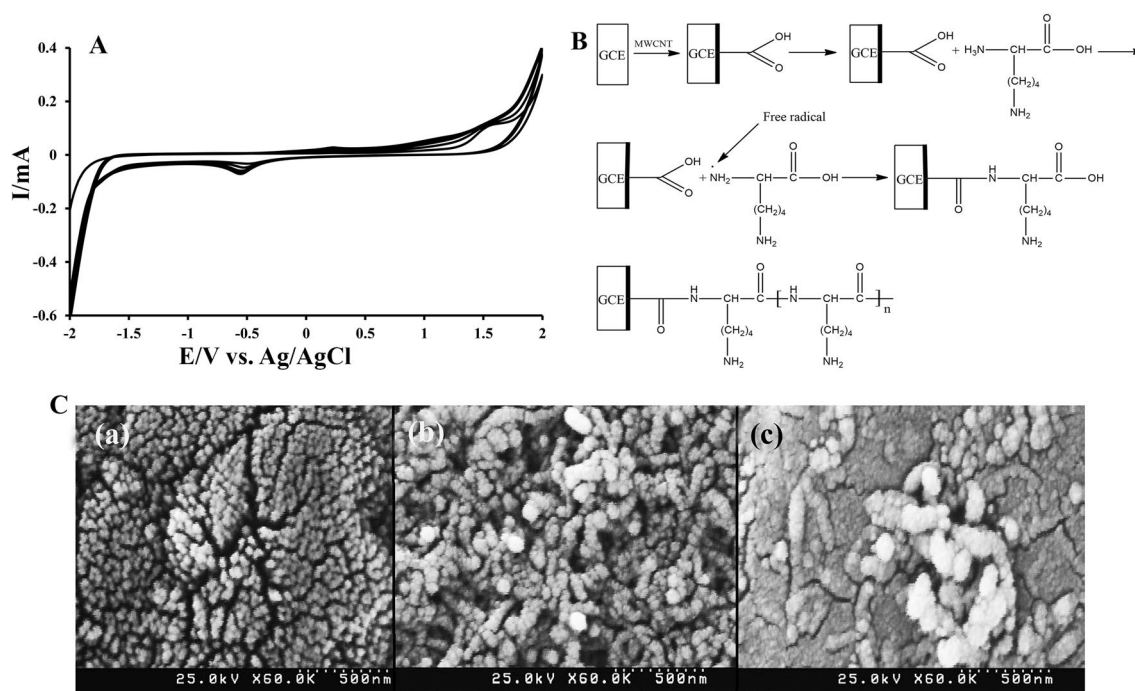 A
0.4
0.2
0
-0.2
-0.4
-0.6
I/mA
-2 -1.5 -1 -0.5 0 0.5 1 1.5 2
E/V vs. Ag/AgCl
B
GCE
MWCNT
GCE
OH
O
GCE
OH
O
+
H3N
CH
C
O
OH
(CH2)4
NH2
Free radical
GCE
OH
O
+
.
NH2
CH
C
O
OH
(CH2)4
NH2
GCE
C
O
H
N
CH
C
O
OH
(CH2)4
NH2
GCE
C
O
H
N
CH
C
O
(CH2)4
NH2
[
H
N
CH
C
O
]
n
(CH2)4
NH2
C
(a)
25.0kV X60.0K 500nm
(b)
25.0kV X60.0K 500nm
(c)
25.0kV X60.0K 500nm